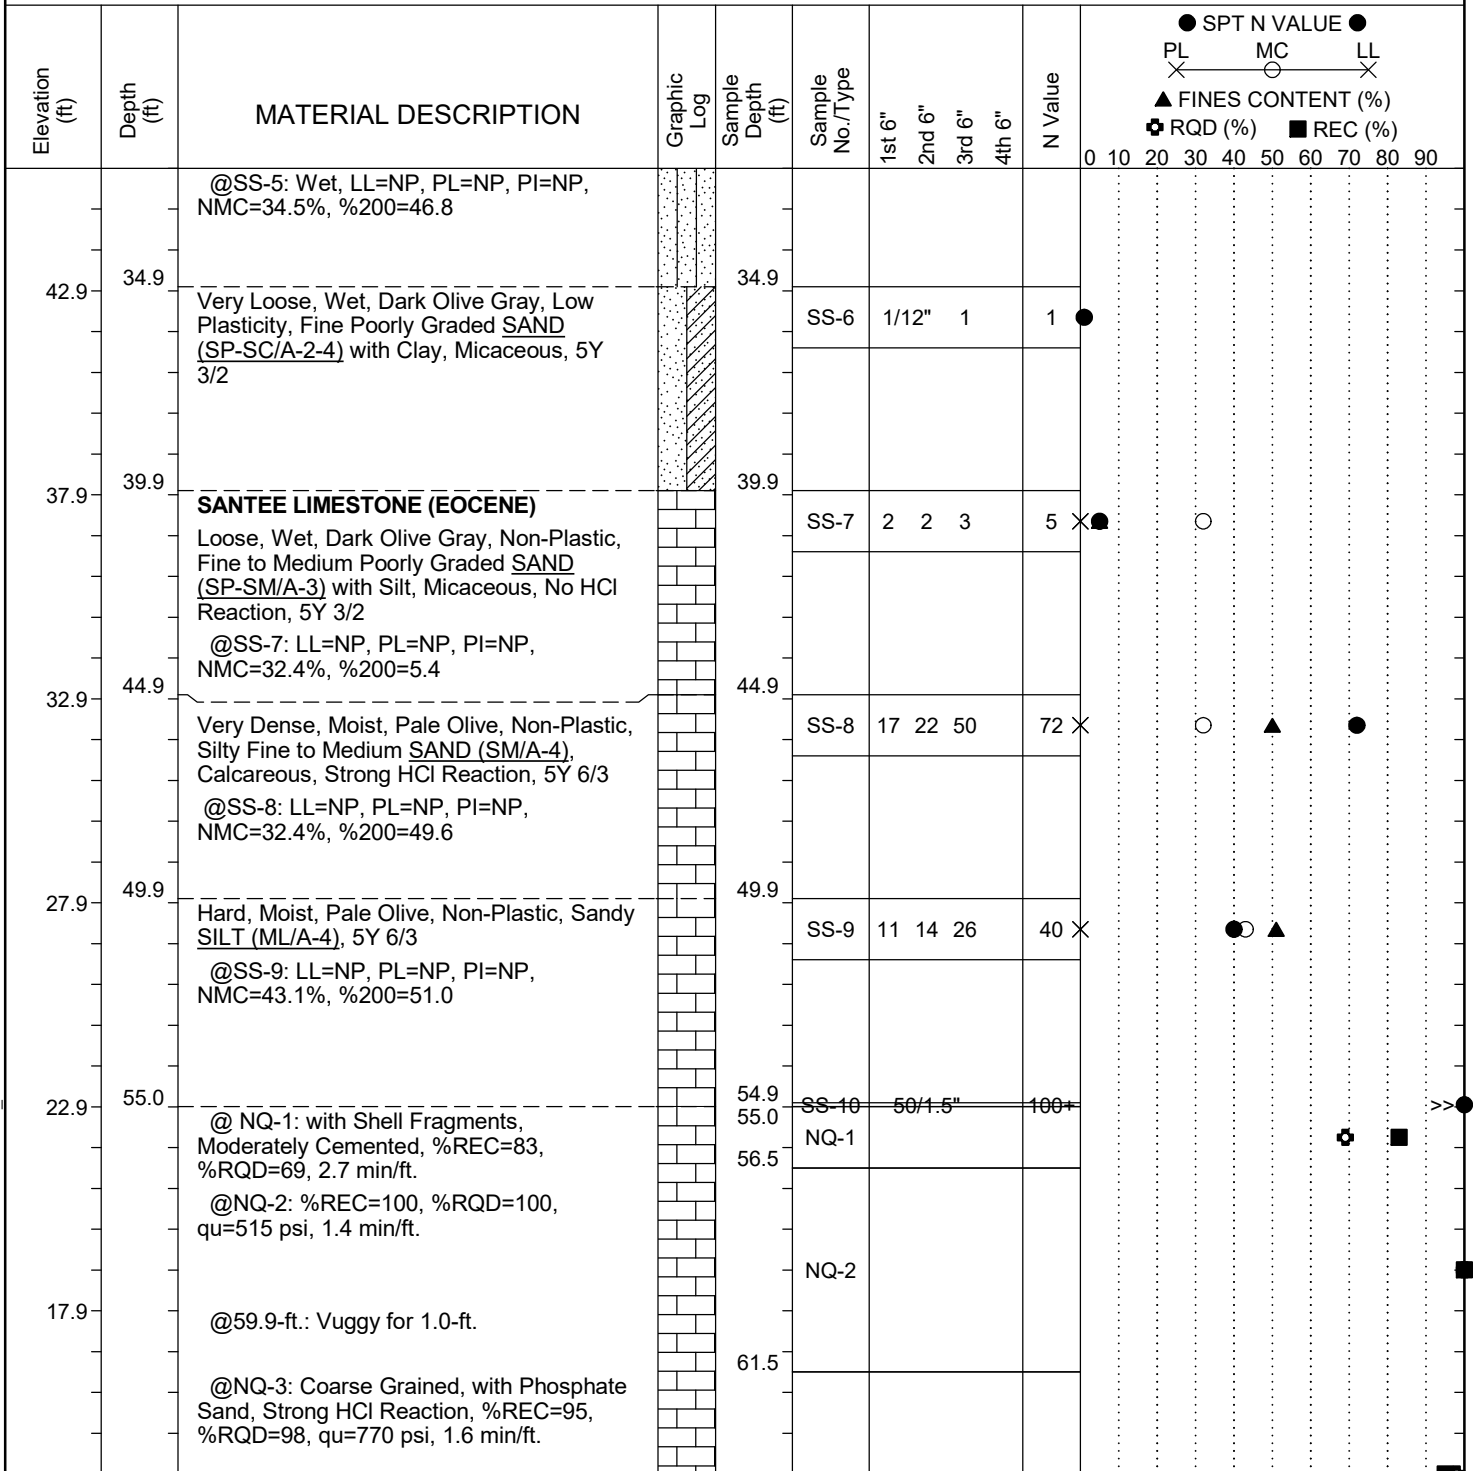 Elevation (ft)
Depth (ft)
MATERIAL DESCRIPTION
Graphic Log
Sample Depth (ft)
Sample No./Type
1st 6"
2nd 6"
3rd 6"
4th 6"
N Value
SPT N VALUE
PL MC LL
FINES CONTENT (%)
RQD (%) REC (%)
0 10 20 30 40 50 60 70 80 90
@SS-5: Wet, LL=NP, PL=NP, PI=NP,
NMC=34.5%, %200=46.8
42.9 34.9 34.9
Very Loose, Wet, Dark Olive Gray, Low
Plasticity, Fine Poorly Graded SAND
(SP-SC/A-2-4) with Clay, Micaceous, 5Y
3/2
SS-6 1/12" 1 1
37.9 39.9 39.9
SANTEE LIMESTONE (EOCENE)
Loose, Wet, Dark Olive Gray, Non-Plastic,
Fine to Medium Poorly Graded SAND
(SP-SM/A-3) with Silt, Micaceous, No HCl
Reaction, 5Y 3/2
@SS-7: LL=NP, PL=NP, PI=NP,
NMC=32.4%, %200=5.4
SS-7 2 2 3 5
32.9 44.9 44.9
Very Dense, Moist, Pale Olive, Non-Plastic,
Silty Fine to Medium SAND (SM/A-4),
Calcareous, Strong HCl Reaction, 5Y 6/3
@SS-8: LL=NP, PL=NP, PI=NP,
NMC=32.4%, %200=49.6
SS-8 17 22 50 72
27.9 49.9 49.9
Hard, Moist, Pale Olive, Non-Plastic, Sandy
SILT (ML/A-4), 5Y 6/3
@SS-9: LL=NP, PL=NP, PI=NP,
NMC=43.1%, %200=51.0
SS-9 11 14 26 40
22.9 55.0 54.9
SS-10 50/1.5" 100+ >>
55.0
@ NQ-1: with Shell Fragments,
Moderately Cemented, %REC=83,
%RQD=69, 2.7 min/ft.
NQ-1
56.5
@NQ-2: %REC=100, %RQD=100,
qu=515 psi, 1.4 min/ft.
NQ-2
17.9
@59.9-ft.: Vuggy for 1.0-ft.
61.5
@NQ-3: Coarse Grained, with Phosphate
Sand, Strong HCl Reaction, %REC=95,
%RQD=98, qu=770 psi, 1.6 min/ft.